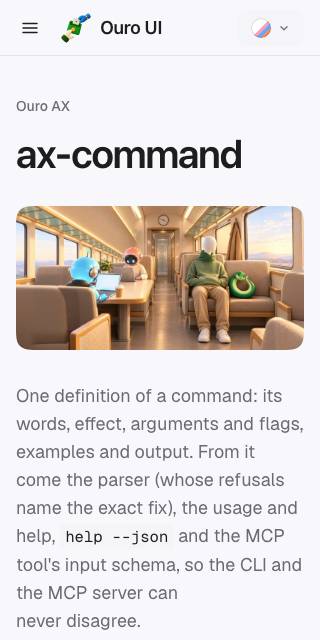 Ouro UI
Ouro AX
ax-command
One definition of a command: its
words, effect, arguments and flags,
examples and output. From it
come the parser (whose refusals
name the exact fix), the usage and
help, help --json and the MCP
tool's input schema, so the CLI and
the MCP server can
never disagree.